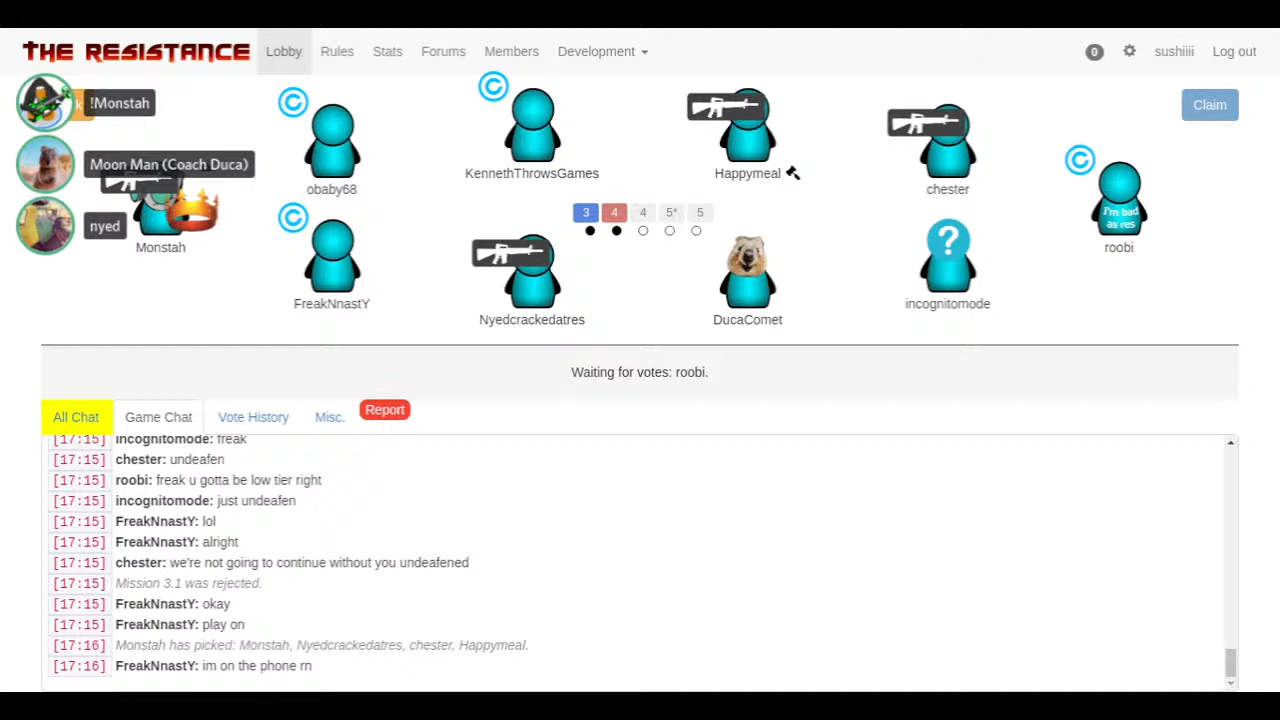 THE RESISTANCE Lobby Rules Stats Forums Members Development 0 sushiiii Log out
!Monstah
Claim
Moon Man (Coach Duca)
nyed
Monstah
obaby68
FreakNnastY
KennethThrowsGames
Nyedcrackedatres
Happymeal
3 4 4 5* 5
DucaComet
chester
?
incognitomode
I'm bad
as res
roobi
Waiting for votes: roobi.
All Chat Game Chat Vote History Misc. Report
[17:15] incognitomode: freak
[17:15] chester: undeafen
[17:15] roobi: freak u gotta be low tier right
[17:15] incognitomode: just undeafen
[17:15] FreakNnastY: lol
[17:15] FreakNnastY: alright
[17:15] chester: we're not going to continue without you undeafened
[17:15] Mission 3.1 was rejected.
[17:15] FreakNnastY: okay
[17:15] FreakNnastY: play on
[17:16] Monstah has picked: Monstah, Nyedcrackedatres, chester, Happymeal.
[17:16] FreakNnastY: im on the phone rn